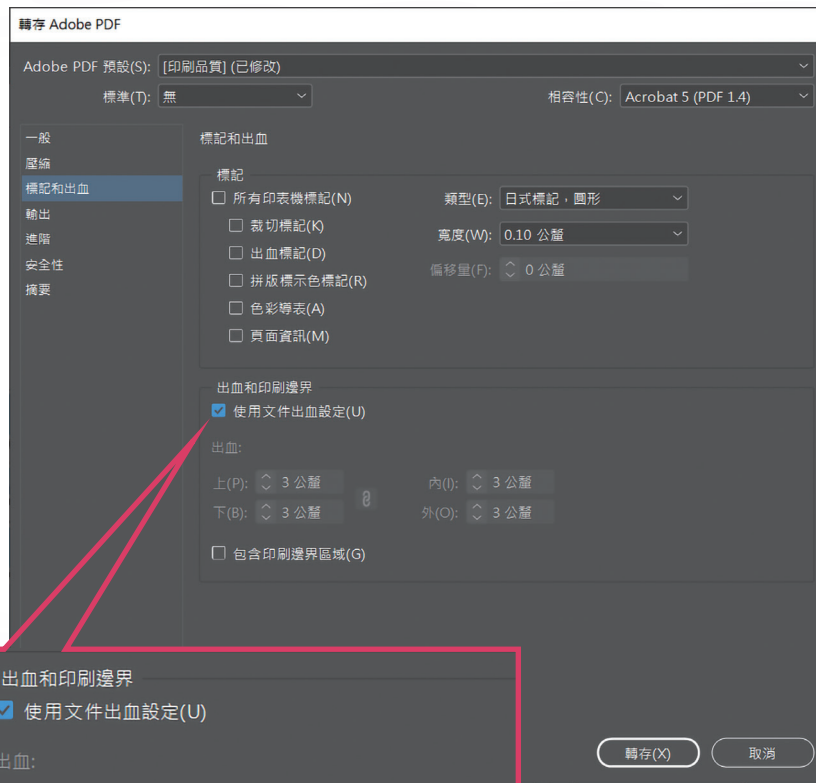 轉存 Adobe PDF
Adobe PDF 預設(S): [印刷品質] (已修改)
標準(T): 無 相容性(C): Acrobat 5 (PDF 1.4)
一般
壓縮
標記和出血
輸出
進階
安全性
摘要
標記和出血
標記
所有印表機標記(N) 類型(E): 日式標記，圓形
裁切標記(K) 寬度(W): 0.10 公釐
出血標記(D) 偏移量(F): 0 公釐
拼版標示色標記(R)
色彩導表(A)
頁面資訊(M)
出血和印刷邊界
使用文件出血設定(U)
出血:
上(P): 3 公釐 內(I): 3 公釐
下(B): 3 公釐 外(O): 3 公釐
包含印刷邊界區域(G)
出血和印刷邊界
使用文件出血設定(U)
出血:
轉存(X) 取消